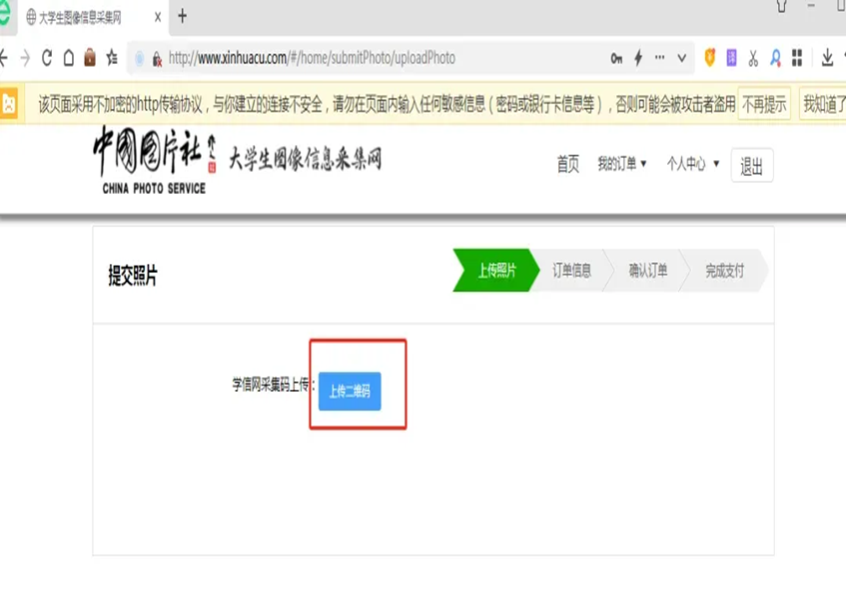 大学生图像信息采集网 x +
http://www.xinhuacu.com/#/home/submitPhoto/uploadPhoto
该页面采用不加密的http传输协议，与你建立的连接不安全，请勿在页面内输入任何敏感信息（密码或银行卡信息等），否则可能会被攻击者盗用 不再提示 我知道了
中國圖片社 大学生图像信息采集网
CHINA PHOTO SERVICE
首页 我的订单▼ 个人中心 ▼ 退出
提交照片 上传照片 订单信息 确认订单 完成支付
学信网采集码上传： 上传二维码